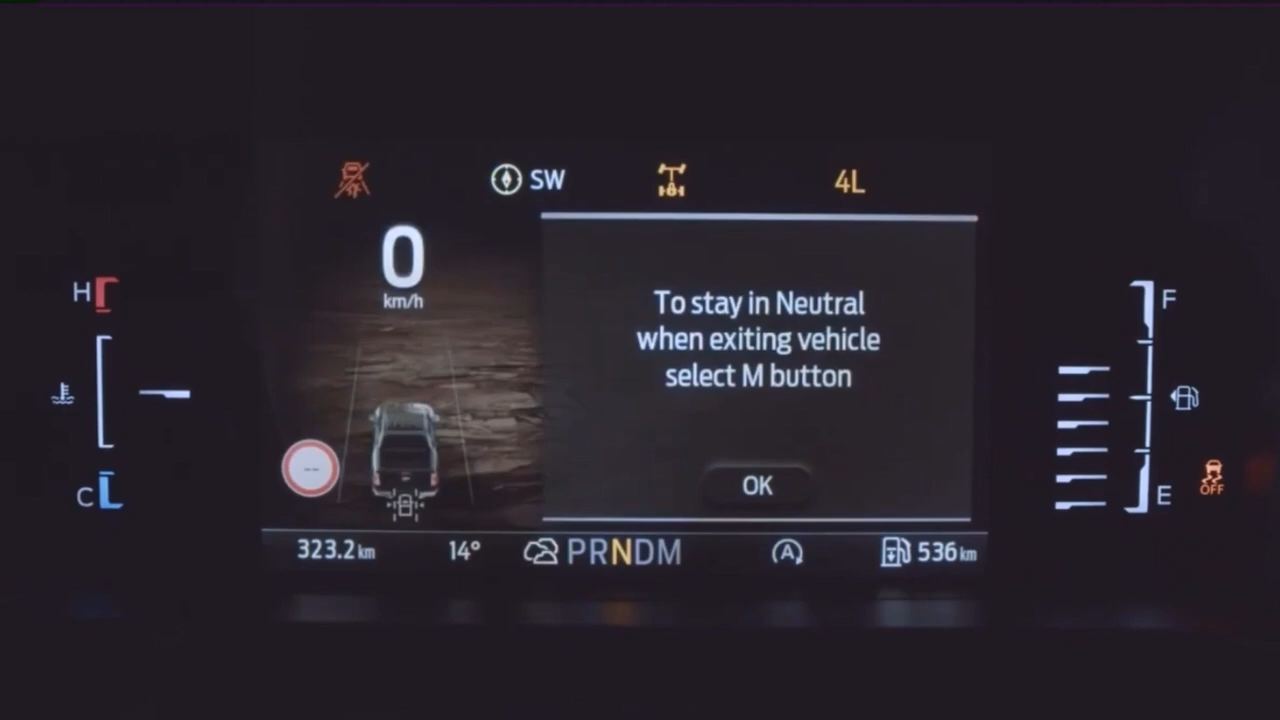 SW
4L
0
km/h
To stay in Neutral
when exiting vehicle
select M button
OK
H
C
F
E
OFF
--
323.2 km
14°
PRNDM
A
536 km